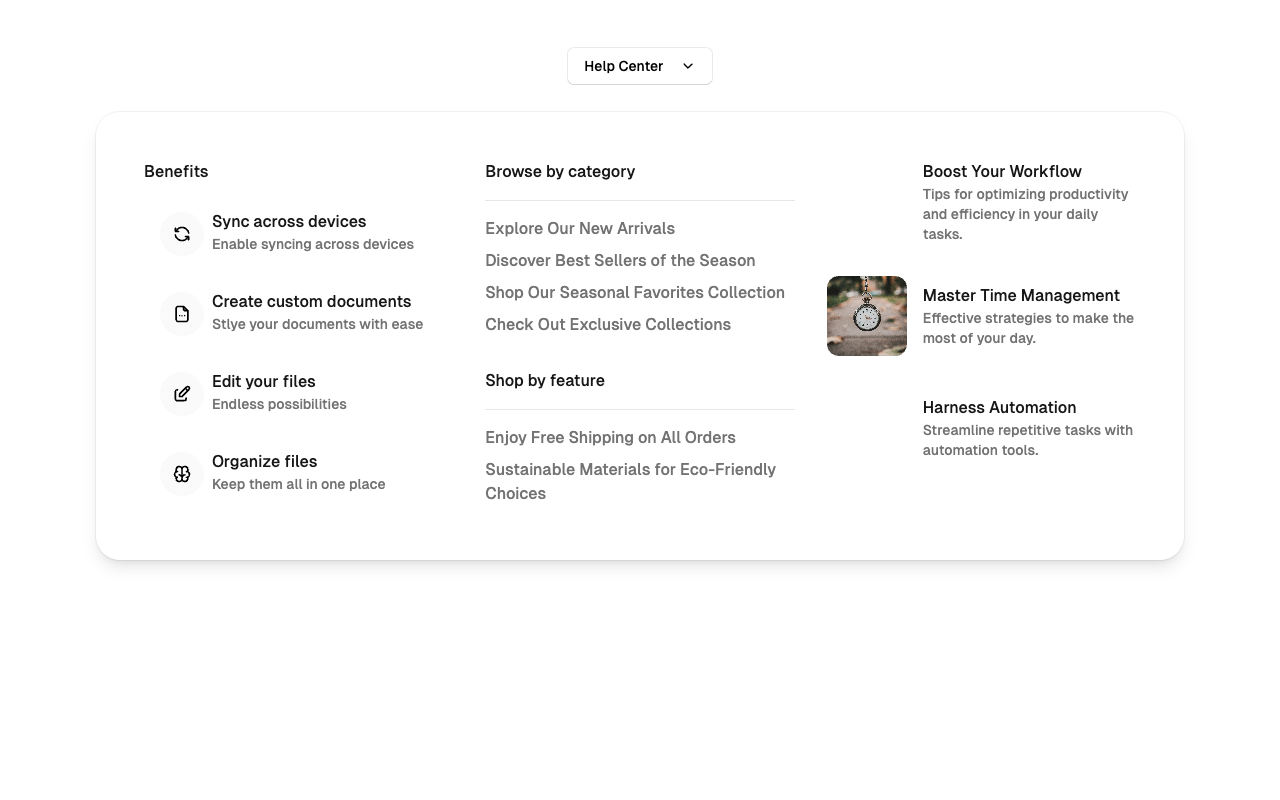 Help Center
Benefits
Sync across devices
Enable syncing across devices
Create custom documents
Stlye your documents with ease
Edit your files
Endless possibilities
Organize files
Keep them all in one place
Browse by category
Explore Our New Arrivals
Discover Best Sellers of the Season
Shop Our Seasonal Favorites Collection
Check Out Exclusive Collections
Shop by feature
Enjoy Free Shipping on All Orders
Sustainable Materials for Eco-Friendly
Choices
Boost Your Workflow
Tips for optimizing productivity
and efficiency in your daily
tasks.
Master Time Management
Effective strategies to make the
most of your day.
Harness Automation
Streamline repetitive tasks with
automation tools.